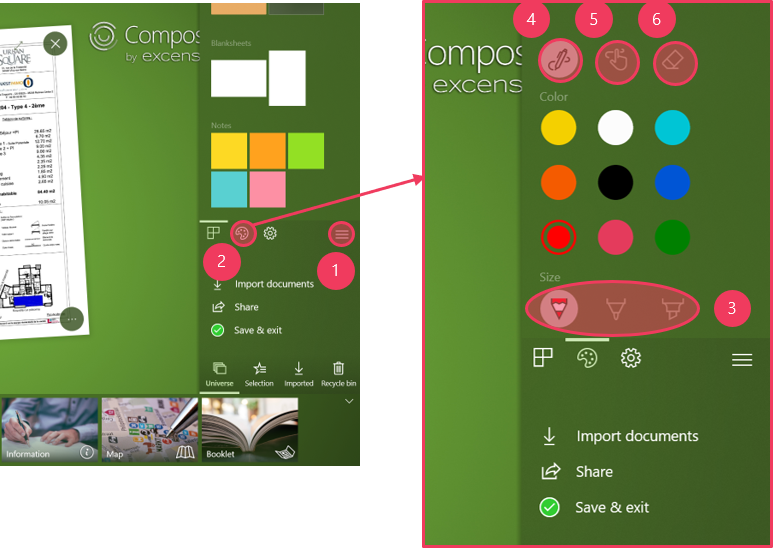 URBAN
SQUARE
Compos
by excens
Blanksheets
Notes
2
1
Import documents
Share
Save & exit
Universe
Selection
Imported
Recycle bin
Information
Map
Booklet
4
5
6
Compos
excens
Color
Size
3
Import documents
Share
Save & exit